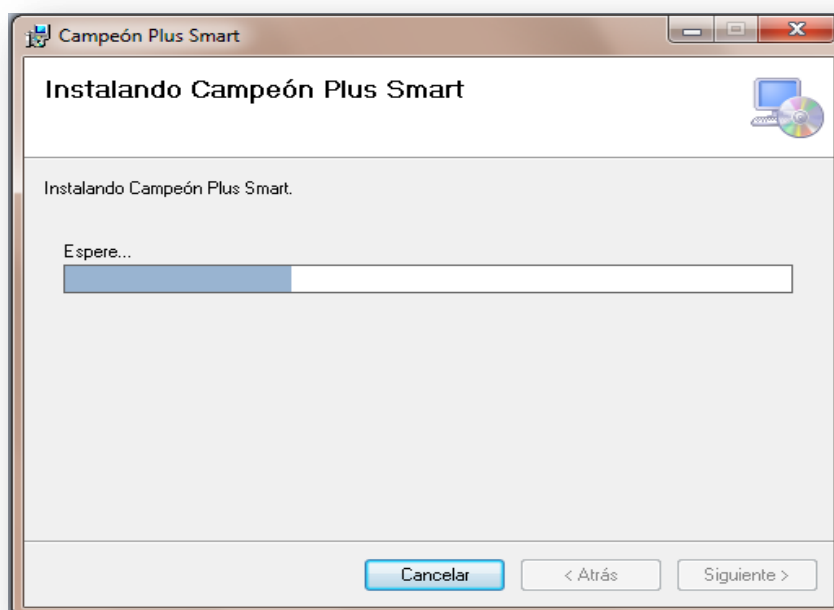 Campeón Plus Smart
Instalando Campeón Plus Smart
Instalando Campeón Plus Smart.
Espere...
Cancelar
< Atrás
Siguiente >